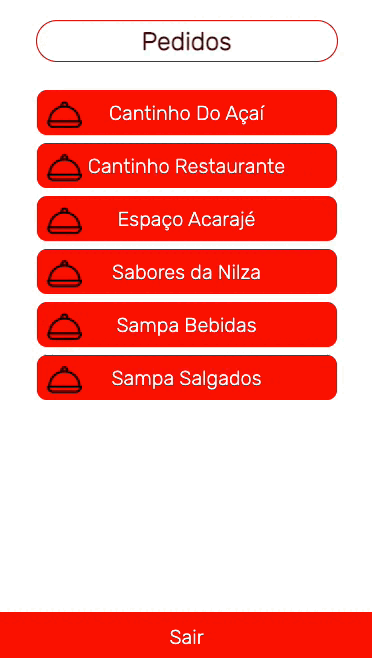 Pedidos
Cantinho Do Açaí
Cantinho Restaurante
Espaço Acarajé
Sabores da Nilza
Sampa Bebidas
Sampa Salgados
Sair